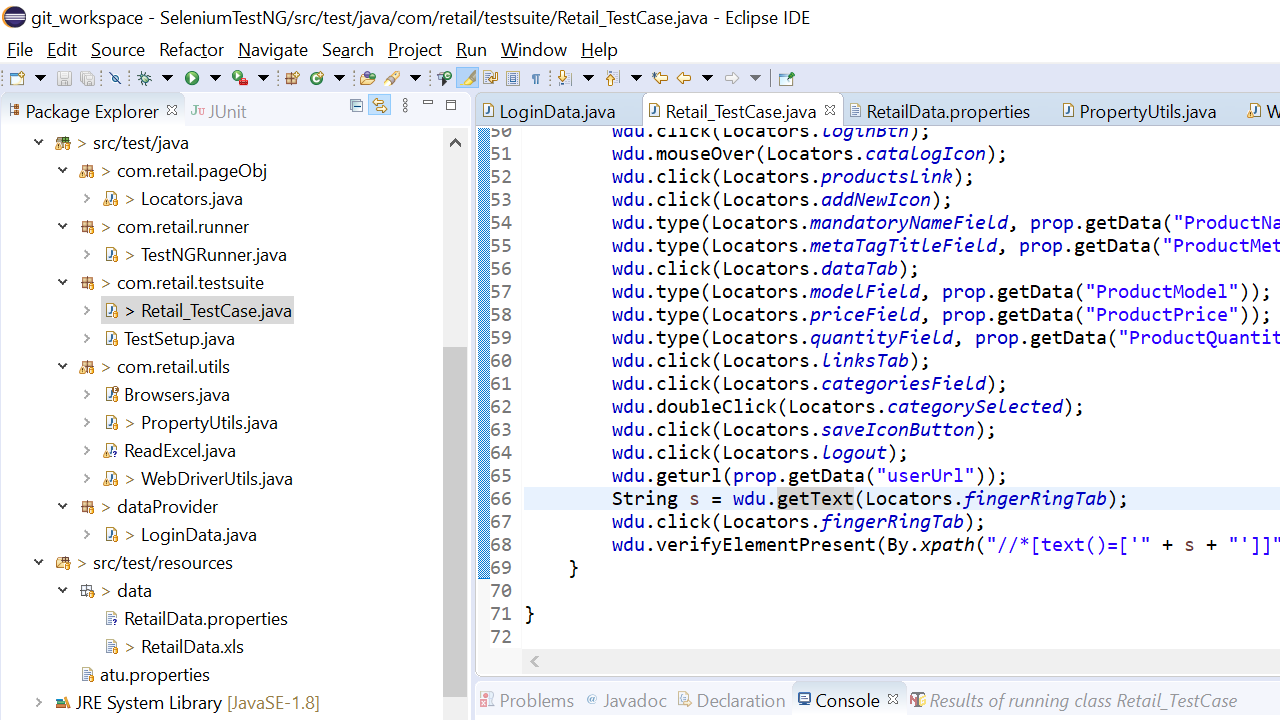 git_workspace - SeleniumTestNG/src/test/java/com/retail/testsuite/Retail_TestCase.java - Eclipse IDE
File Edit Source Refactor Navigate Search Project Run Window Help
Package Explorer JUnit
LoginData.java Retail_TestCase.java RetailData.properties PropertyUtils.java W
> src/test/java
> com.retail.pageObj
> Locators.java
> com.retail.runner
> TestNGRunner.java
> com.retail.testsuite
> Retail_TestCase.java
TestSetup.java
> com.retail.utils
Browsers.java
> PropertyUtils.java
ReadExcel.java
> WebDriverUtils.java
> dataProvider
> LoginData.java
> src/test/resources
> data
RetailData.properties
> RetailData.xls
atu.properties
JRE System Library [JavaSE-1.8]
50 wdu.click(Locators.loginBtn);
51 wdu.mouseOver(Locators.catalogIcon);
52 wdu.click(Locators.productsLink);
53 wdu.click(Locators.addNewIcon);
54 wdu.type(Locators.mandatoryNameField, prop.getData("ProductNa
55 wdu.type(Locators.metaTagTitleField, prop.getData("ProductMet
56 wdu.click(Locators.dataTab);
57 wdu.type(Locators.modelField, prop.getData("ProductModel"));
58 wdu.type(Locators.priceField, prop.getData("ProductPrice"));
59 wdu.type(Locators.quantityField, prop.getData("ProductQuantit
60 wdu.click(Locators.linksTab);
61 wdu.click(Locators.categoriesField);
62 wdu.doubleClick(Locators.categorySelected);
63 wdu.click(Locators.saveIconButton);
64 wdu.click(Locators.logout);
65 wdu.geturl(prop.getData("userUrl"));
66 String s = wdu.getText(Locators.fingerRingTab);
67 wdu.click(Locators.fingerRingTab);
68 wdu.verifyElementPresent(By.xpath("//*[text()=['" + s + "']]"
69 }
70
71 }
72
Problems @ Javadoc Declaration Console Results of running class Retail_TestCase